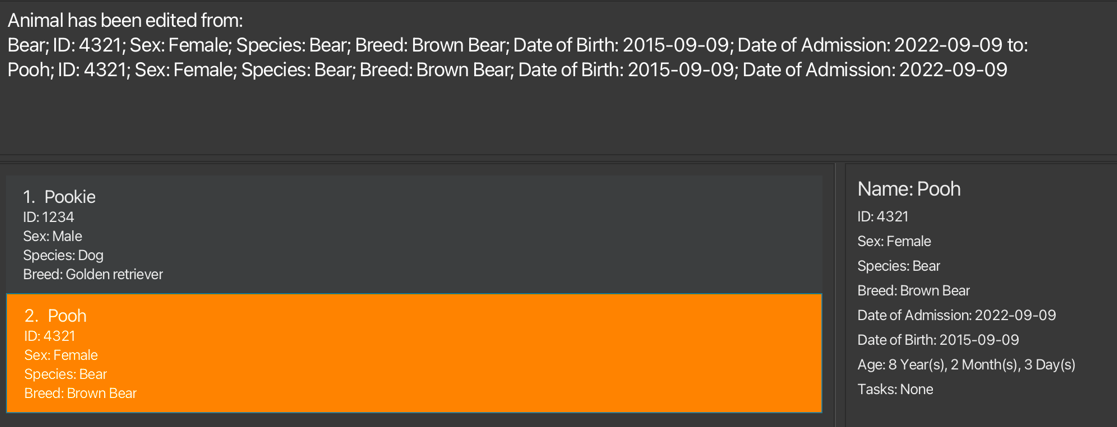 Animal has been edited from:
Bear; ID: 4321; Sex: Female; Species: Bear; Breed: Brown Bear; Date of Birth: 2015-09-09; Date of Admission: 2022-09-09 to:
Pooh; ID: 4321; Sex: Female; Species: Bear; Breed: Brown Bear; Date of Birth: 2015-09-09; Date of Admission: 2022-09-09
1. Pookie
ID: 1234
Sex: Male
Species: Dog
Breed: Golden retriever
2. Pooh
ID: 4321
Sex: Female
Species: Bear
Breed: Brown Bear
Name: Pooh
ID: 4321
Sex: Female
Species: Bear
Breed: Brown Bear
Date of Admission: 2022-09-09
Date of Birth: 2015-09-09
Age: 8 Year(s), 2 Month(s), 3 Day(s)
Tasks: None